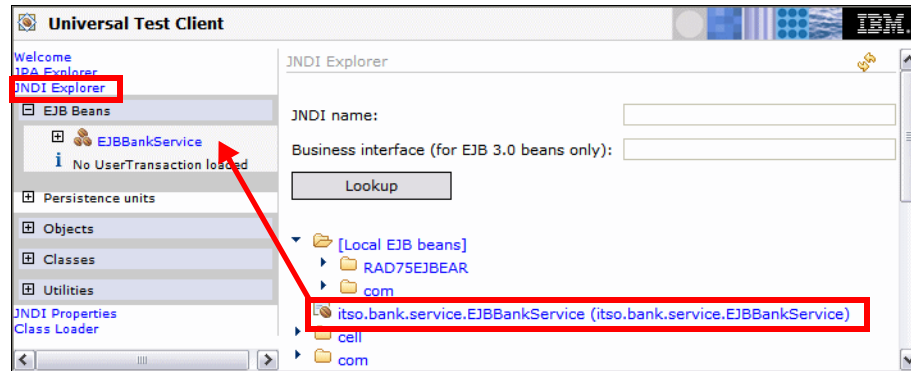 Universal Test Client
IBM.
Welcome
JPA Explorer
JNDI Explorer
EJB Beans
EJBBankService
No UserTransaction loaded
Persistence units
Objects
Classes
Utilities
JNDI Properties
Class Loader
JNDI Explorer
JNDI name:
Business interface (for EJB 3.0 beans only):
Lookup
[Local EJB beans]
RAD75EJBEAR
com
itso.bank.service.EJBBankService (itso.bank.service.EJBBankService)
cell
com